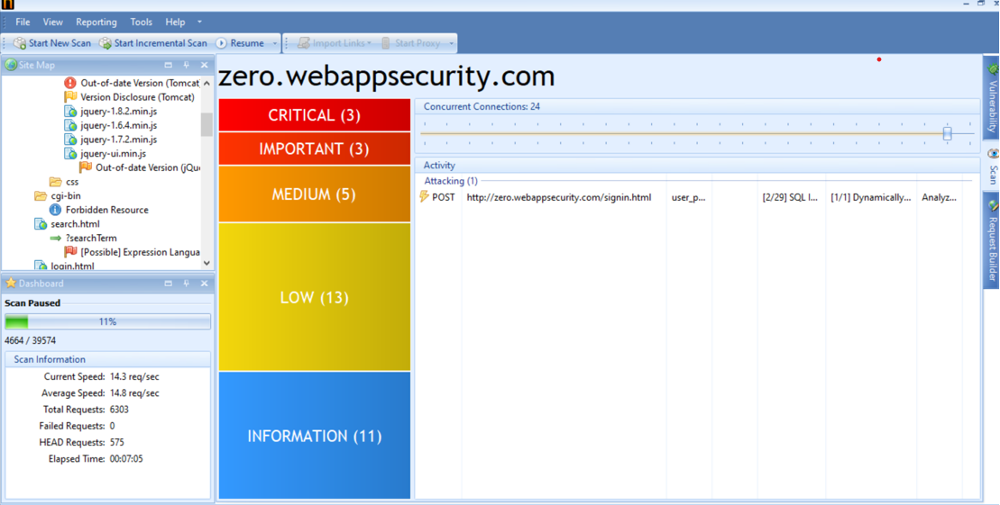 File View Reporting Tools Help
Start New Scan Start Incremental Scan Resume Import Links Start Proxy
Site Map
Out-of-date Version (Tomcat
Version Disclosure (Tomcat)
jquery-1.8.2.min.js
jquery-1.6.4.min.js
jquery-1.7.2.min.js
jquery-ui.min.js
Out-of-date Version (jQu
css
cgi-bin
Forbidden Resource
search.html
?searchTerm
[Possible] Expression Langua
login.html
Dashboard
Scan Paused
11%
4664 / 39574
Scan Information
Current Speed: 14.3 req/sec
Average Speed: 14.8 req/sec
Total Requests: 6303
Failed Requests: 0
HEAD Requests: 575
Elapsed Time: 00:07:05
zero.webappsecurity.com
CRITICAL (3)
IMPORTANT (3)
MEDIUM (5)
LOW (13)
INFORMATION (11)
Concurrent Connections: 24
Activity
Attacking (1)
POST http://zero.webappsecurity.com/signin.html user_p... [2/29] SQL I... [1/1] Dynamically... Analyz...
Vulnerability
Scan
Request Builder